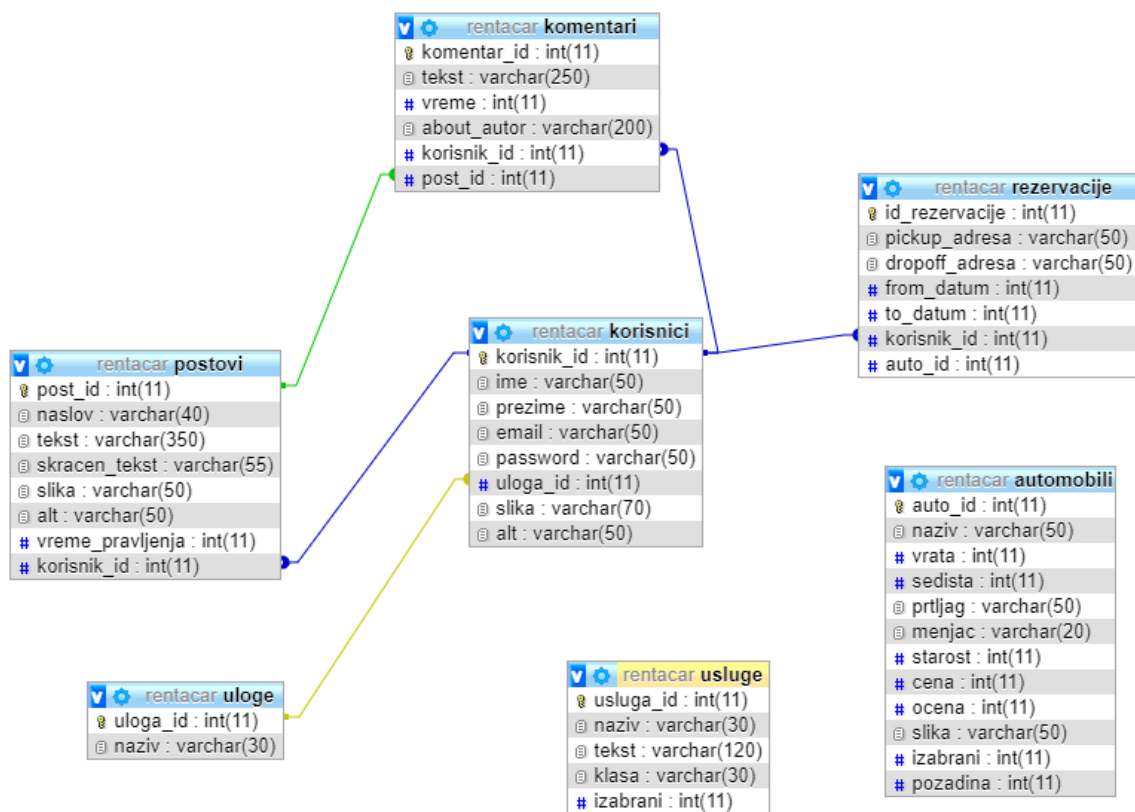 rentacar komentari
komentar_id : int(11)
tekst : varchar(250)
vreme : int(11)
about_autor : varchar(200)
korisnik_id : int(11)
post_id : int(11)
rentacar rezervacije
id_rezervacije : int(11)
pickup_adresa : varchar(50)
dropoff_adresa : varchar(50)
from_datum : int(11)
to_datum : int(11)
korisnik_id : int(11)
auto_id : int(11)
rentacar korisnici
korisnik_id : int(11)
ime : varchar(50)
prezime : varchar(50)
email : varchar(50)
password : varchar(50)
uloga_id : int(11)
slika : varchar(70)
alt : varchar(50)
rentacar postovi
post_id : int(11)
naslov : varchar(40)
tekst : varchar(350)
skracen_tekst : varchar(55)
slika : varchar(50)
alt : varchar(50)
vreme_pravljenja : int(11)
korisnik_id : int(11)
rentacar automobili
auto_id : int(11)
naziv : varchar(50)
vrata : int(11)
sedista : int(11)
prtljag : varchar(50)
menjac : varchar(20)
starost : int(11)
cena : int(11)
ocena : int(11)
slika : varchar(50)
izabrani : int(11)
pozadina : int(11)
rentacar uloge
uloga_id : int(11)
naziv : varchar(30)
rentacar usluge
usluga_id : int(11)
naziv : varchar(30)
tekst : varchar(120)
klasa : varchar(30)
izabrani : int(11)